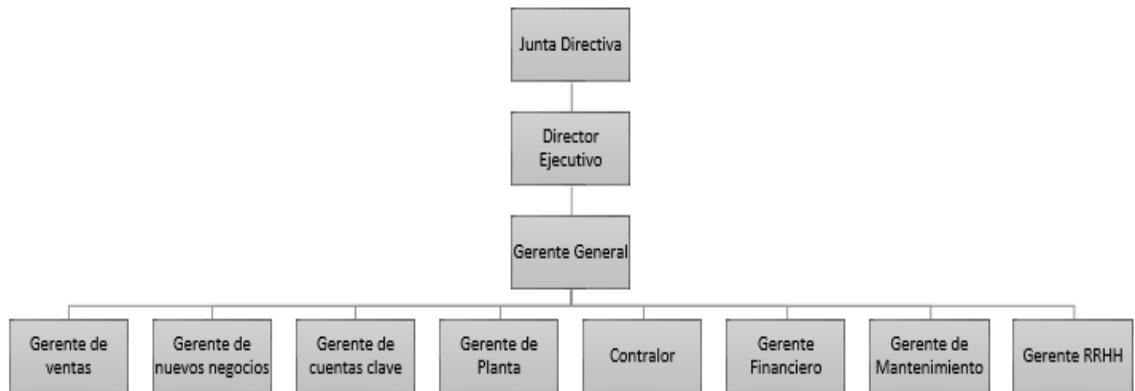 Junta Directiva
Director
Ejecutivo
Gerente General
Gerente de
ventas
Gerente de
nuevos negocios
Gerente de
cuentas clave
Gerente de
Planta
Contralor
Gerente
Financiero
Gerente de
Mantenimiento
Gerente RRHH